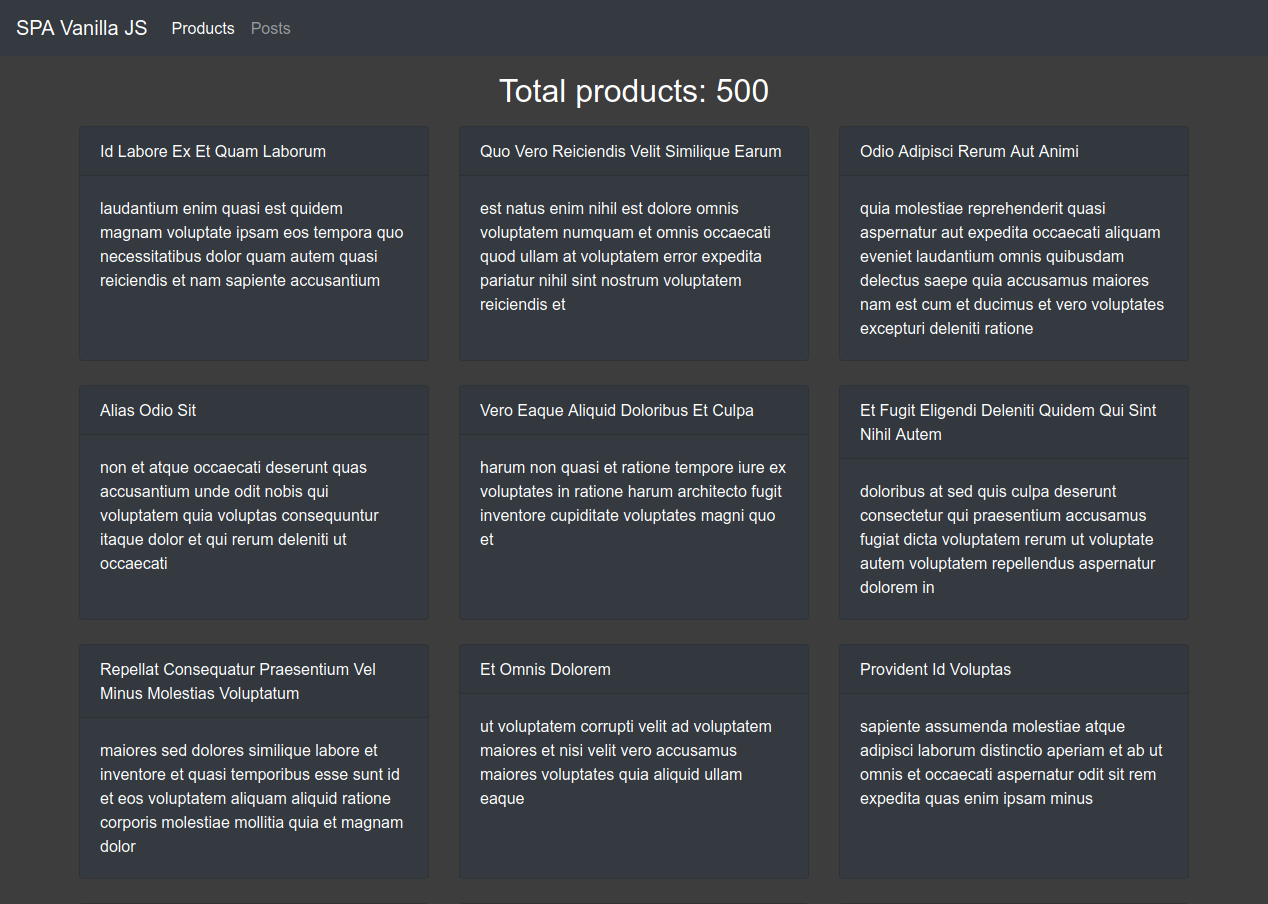 SPA Vanilla JS Products Posts
Total products: 500
Id Labore Ex Et Quam Laborum
laudantium enim quasi est quidem
magnam voluptate ipsam eos tempora quo
necessitatibus dolor quam autem quasi
reiciendis et nam sapiente accusantium
Quo Vero Reiciendis Velit Similique Earum
est natus enim nihil est dolore omnis
voluptatem numquam et omnis occaecati
quod ullam at voluptatem error expedita
pariatur nihil sint nostrum voluptatem
reiciendis et
Odio Adipisci Rerum Aut Animi
quia molestiae reprehenderit quasi
aspernatur aut expedita occaecati aliquam
eveniet laudantium omnis quibusdam
delectus saepe quia accusamus maiores
nam est cum et ducimus et vero voluptates
excepturi deleniti ratione
Alias Odio Sit
non et atque occaecati deserunt quas
accusantium unde odit nobis qui
voluptatem quia voluptas consequuntur
itaque dolor et qui rerum deleniti ut
occaecati
Vero Eaque Aliquid Doloribus Et Culpa
harum non quasi et ratione tempore iure ex
voluptates in ratione harum architecto fugit
inventore cupiditate voluptates magni quo
et
Et Fugit Eligendi Deleniti Quidem Qui Sint
Nihil Autem
doloribus at sed quis culpa deserunt
consectetur qui praesentium accusamus
fugiat dicta voluptatem rerum ut voluptate
autem voluptatem repellendus aspernatur
dolorem in
Repellat Consequatur Praesentium Vel
Minus Molestias Voluptatum
maiores sed dolores similique labore et
inventore et quasi temporibus esse sunt id
et eos voluptatem aliquam aliquid ratione
corporis molestiae mollitia quia et magnam
dolor
Et Omnis Dolorem
ut voluptatem corrupti velit ad voluptatem
maiores et nisi velit vero accusamus
maiores voluptates quia aliquid ullam
eaque
Provident Id Voluptas
sapiente assumenda molestiae atque
adipisci laborum distinctio aperiam et ab ut
omnis et occaecati aspernatur odit sit rem
expedita quas enim ipsam minus